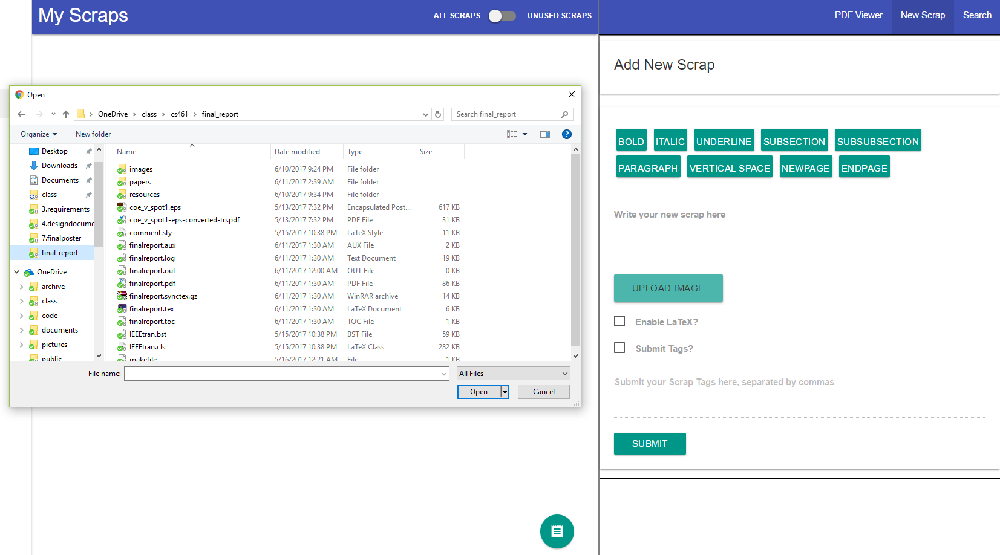 My Scraps
ALL SCRAPS UNUSED SCRAPS
PDF Viewer New Scrap Search
Add New Scrap
Open
OneDrive > class > cs461 > final_report
Search final_report
Organize New folder
Name Date modified Type Size
Desktop
Downloads
Documents
class
3.requirements
4.designdocume
7.finalposter
final_report
OneDrive
archive
class
code
documents
pictures
public
images 6/10/2017 9:24 PM File folder
papers 6/11/2017 2:39 AM File folder
resources 6/10/2017 9:34 PM File folder
coe_v_spot1.eps 5/13/2017 7:32 PM Encapsulated Post... 617 KB
coe_v_spot1-eps-converted-to.pdf 5/13/2017 7:32 PM PDF File 31 KB
comment.sty 5/15/2017 10:38 PM LaTeX Style 11 KB
finalreport.aux 6/11/2017 1:30 AM AUX File 2 KB
finalreport.log 6/11/2017 1:30 AM Text Document 19 KB
finalreport.out 6/11/2017 12:00 AM OUT File 0 KB
finalreport.pdf 6/11/2017 1:30 AM PDF File 86 KB
finalreport.synctex.gz 6/11/2017 1:30 AM WinRAR archive 14 KB
finalreport.tex 6/11/2017 1:30 AM LaTeX Document 6 KB
finalreport.toc 6/11/2017 1:30 AM TOC File 1 KB
IEEEtran.bst 5/15/2017 10:38 PM BST File 59 KB
IEEEtran.cls 5/15/2017 10:38 PM LaTeX Class 282 KB
makefile 5/16/2017 12:21 AM File 1 KB
File name: All Files
Open Cancel
BOLD ITALIC UNDERLINE SUBSECTION SUBSUBSECTION
PARAGRAPH VERTICAL SPACE NEWPAGE ENDPAGE
Write your new scrap here
UPLOAD IMAGE
Enable LaTeX?
Submit Tags?
Submit your Scrap Tags here, separated by commas
SUBMIT